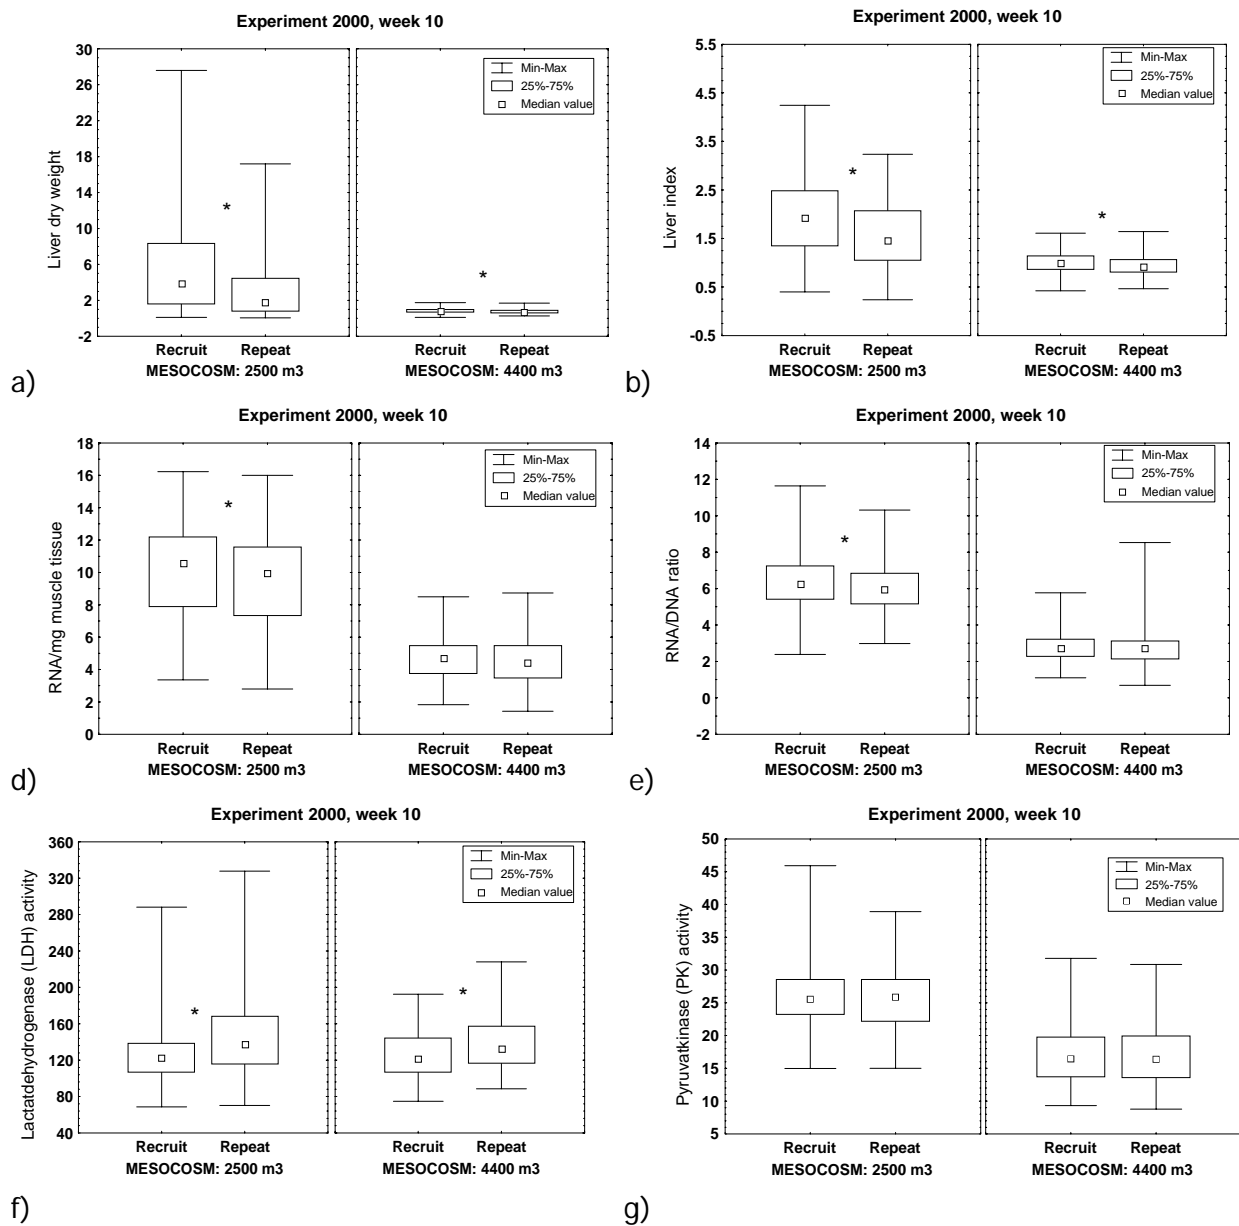 Experiment 2000, week 10
Liver dry weight
30
26
22
18
14
10
6
2
-2
*
*
Min-Max
25%-75%
Median value
Recruit Repeat Recruit Repeat
MESOCOSM: 2500 m3 MESOCOSM: 4400 m3
a)
Experiment 2000, week 10
Liver index
5.5
4.5
3.5
2.5
1.5
0.5
-0.5
*
*
Min-Max
25%-75%
Median value
Recruit Repeat Recruit Repeat
MESOCOSM: 2500 m3 MESOCOSM: 4400 m3
b)
Experiment 2000, week 10
RNA/mg muscle tissue
18
16
14
12
10
8
6
4
2
0
*
Min-Max
25%-75%
Median value
Recruit Repeat Recruit Repeat
MESOCOSM: 2500 m3 MESOCOSM: 4400 m3
d)
Experiment 2000, week 10
RNA/DNA ratio
14
12
10
8
6
4
2
0
-2
*
Min-Max
25%-75%
Median value
Recruit Repeat Recruit Repeat
MESOCOSM: 2500 m3 MESOCOSM: 4400 m3
e)
Experiment 2000, week 10
Lactatdehydrogenase (LDH) activity
360
320
280
240
200
160
120
80
40
*
*
Min-Max
25%-75%
Median value
Recruit Repeat Recruit Repeat
MESOCOSM: 2500 m3 MESOCOSM: 4400 m3
f)
Experiment 2000, week 10
Pyruvatkinase (PK) activity
50
45
40
35
30
25
20
15
10
5
Min-Max
25%-75%
Median value
Recruit Repeat Recruit Repeat
MESOCOSM: 2500 m3 MESOCOSM: 4400 m3
g)